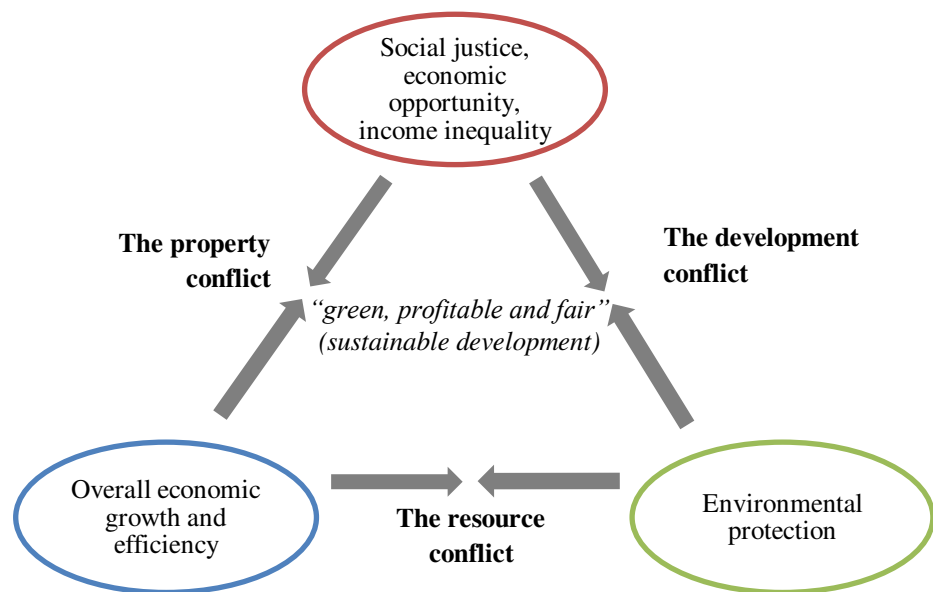 Social justice,
economic
opportunity,
income inequality
The property
conflict
The development
conflict
“green, profitable and fair”
(sustainable development)
Overall economic
growth and
efficiency
The resource
conflict
Environmental
protection